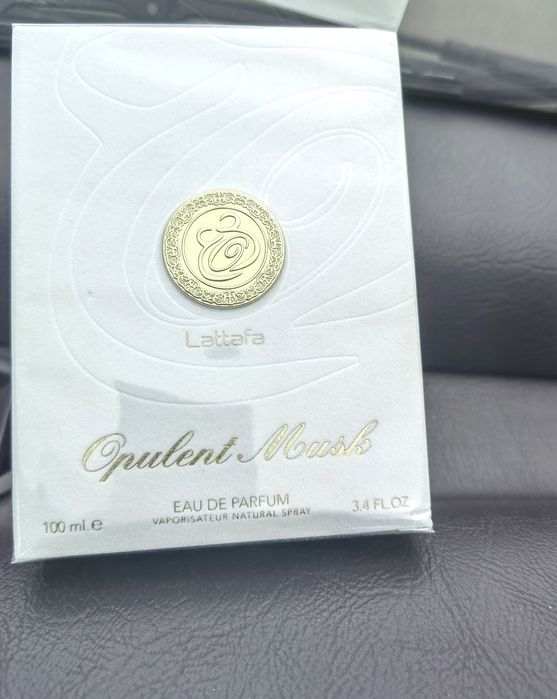 Lattafa
Opulent Musk
EAU DE PARFUM
VAPORISATEUR NATURAL SPRAY
100 ml. e
3.4 FL.OZ